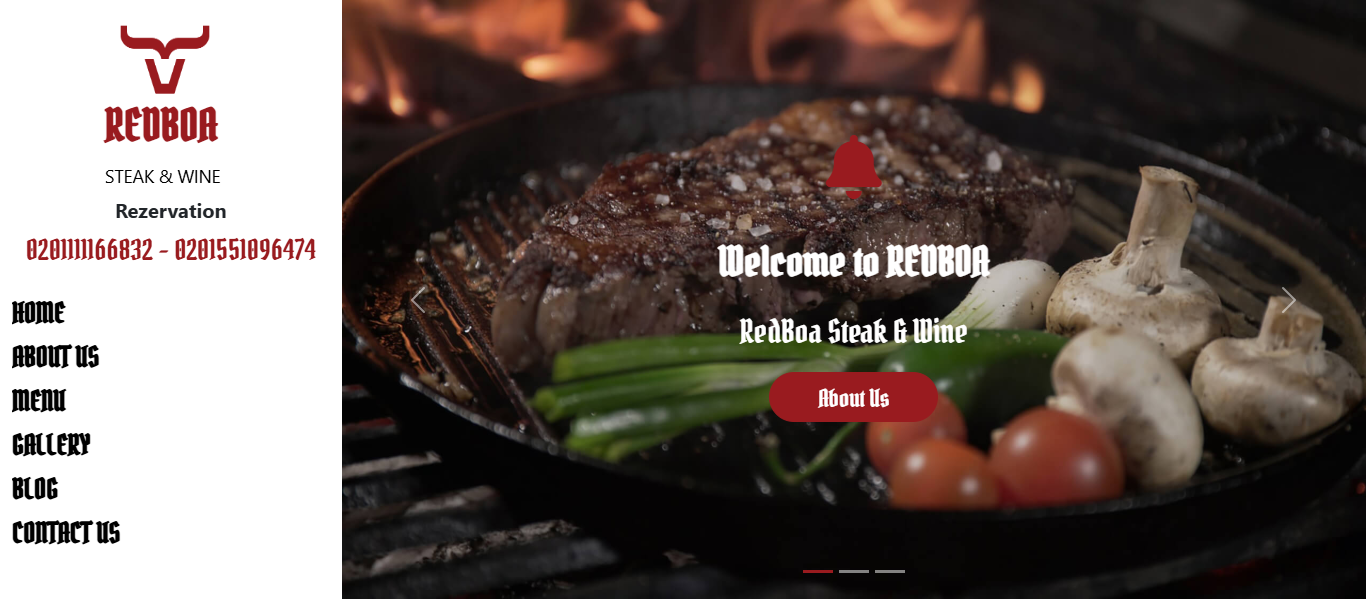 REDBOA
STEAK & WINE
Rezervation
0201111166832 - 0201551096474
HOME
ABOUT US
MENU
GALLERY
BLOG
CONTACT US
Welcome to REDBOA
RedBoa Steak & Wine
About Us